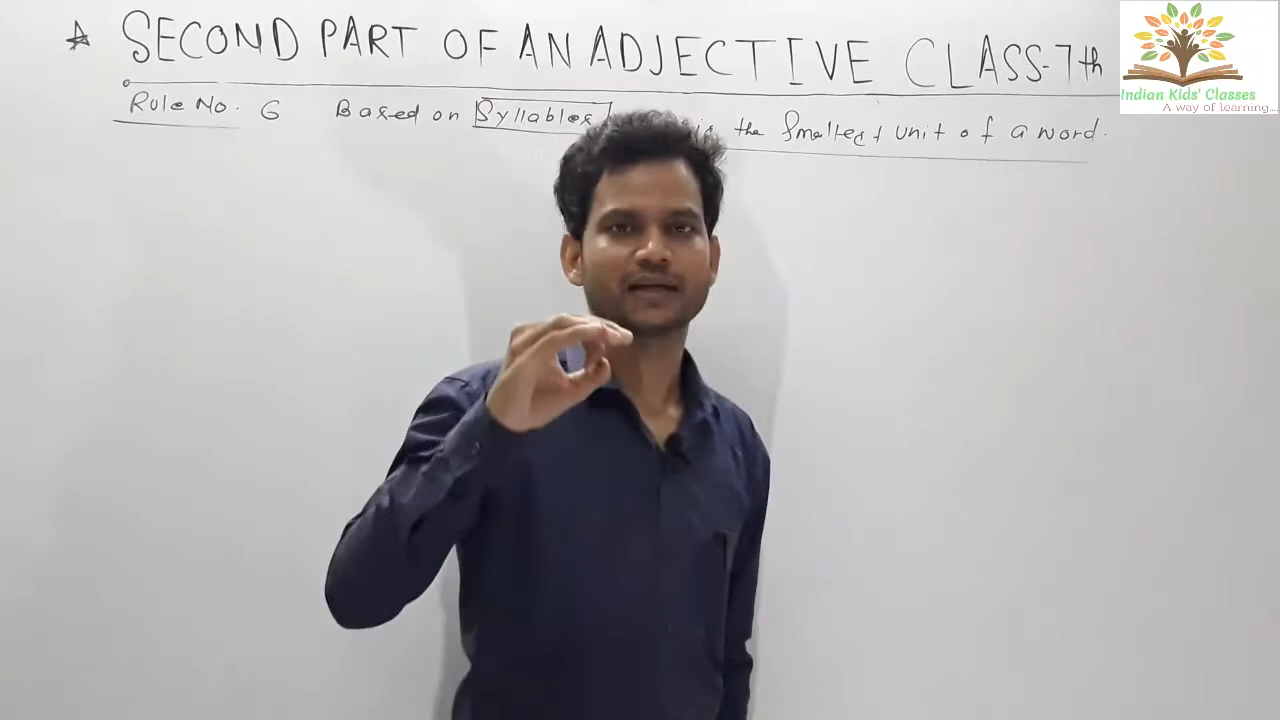 SECOND PART OF AN ADJECTIVE CLASS-7th
Rule No. 6 Based on Syllables is the Smallest unit of a word.
Indian Kids' Classes
A way of learning...